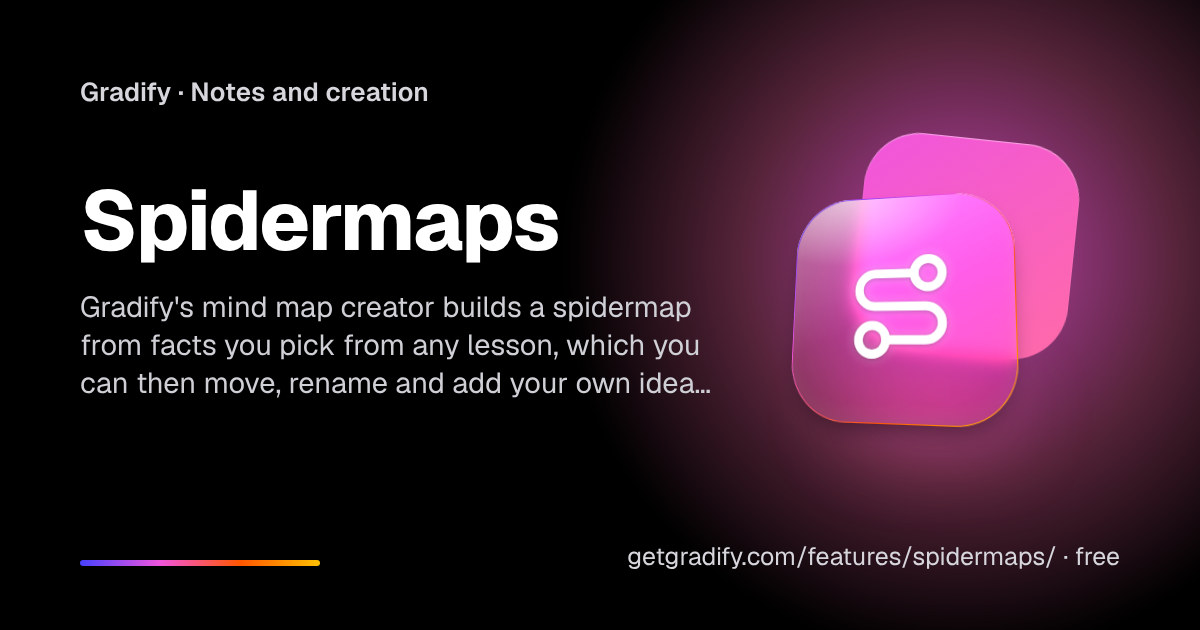 Gradify · Notes and creation
Spidermaps
Gradify's mind map creator builds a spidermap
from facts you pick from any lesson, which you
can then move, rename and add your own idea...
getgradify.com/features/spidermaps/ · free